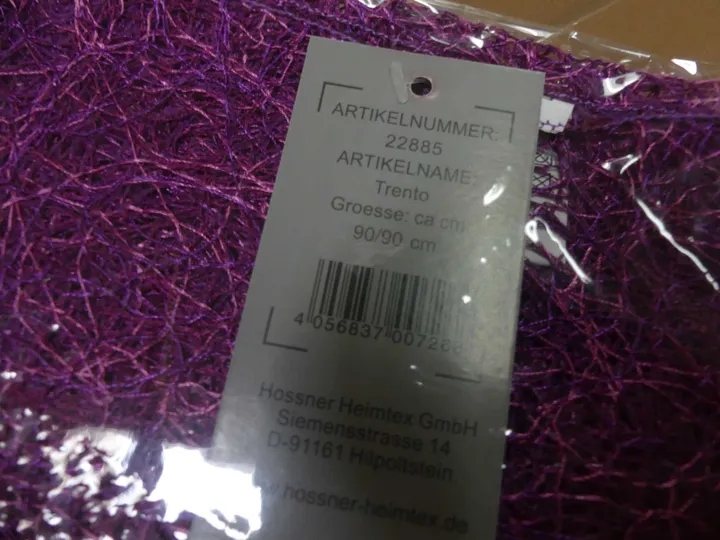 ARTIKELNUMMER:
22885
ARTIKELNAME:
Trento
Groesse: ca cm
90/90 cm
4 056837 00728
Hossner Heimtex GmbH
Siemensstrasse 14
D-91161 Hilpoltstein
.hossner-heimtex.de